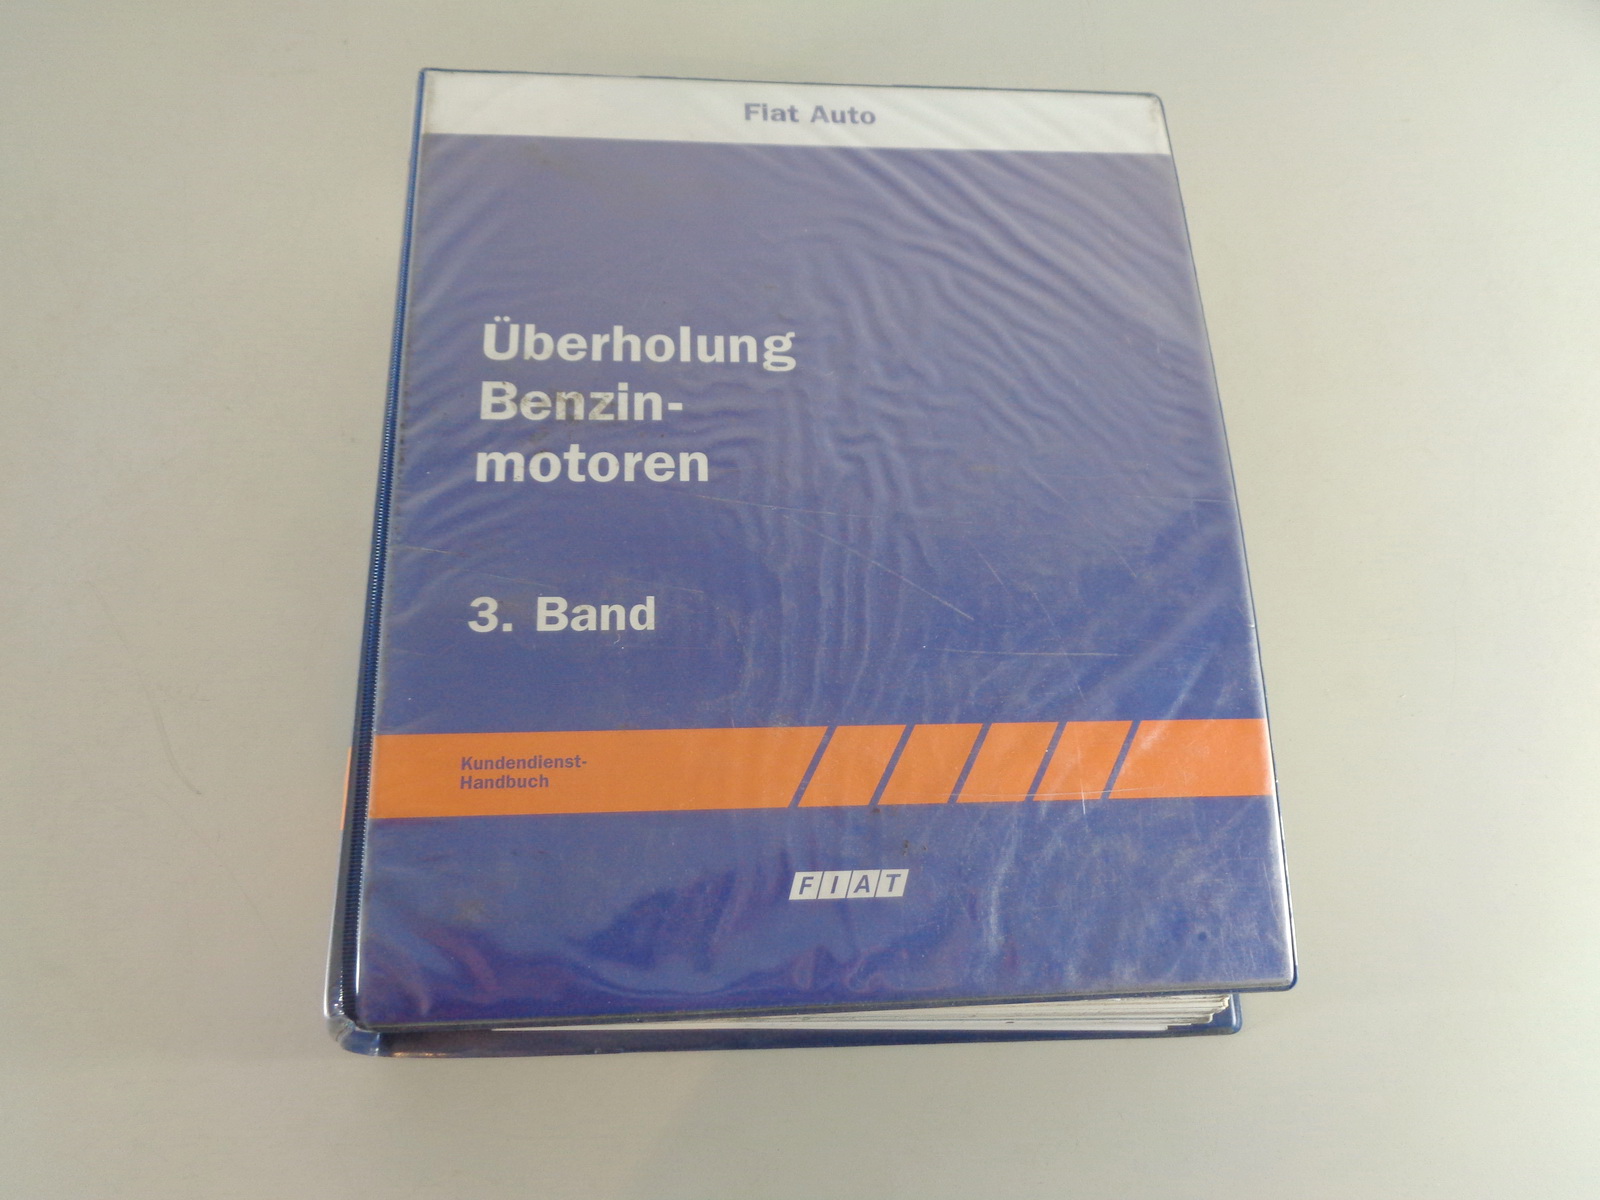 Fiat Auto
Überholung
Benzin-
motoren
3. Band
Kundendienst-
Handbuch
FIAT